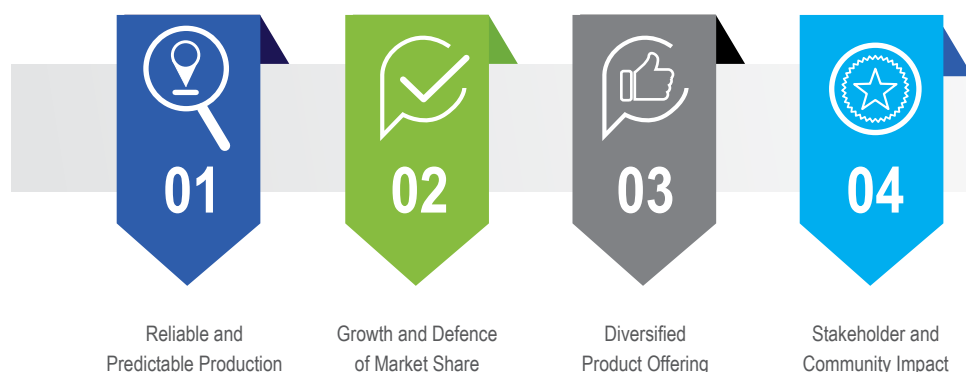 01
02
03
04
Reliable and
Predictable Production
Growth and Defence
of Market Share
Diversified
Product Offering
Stakeholder and
Community Impact